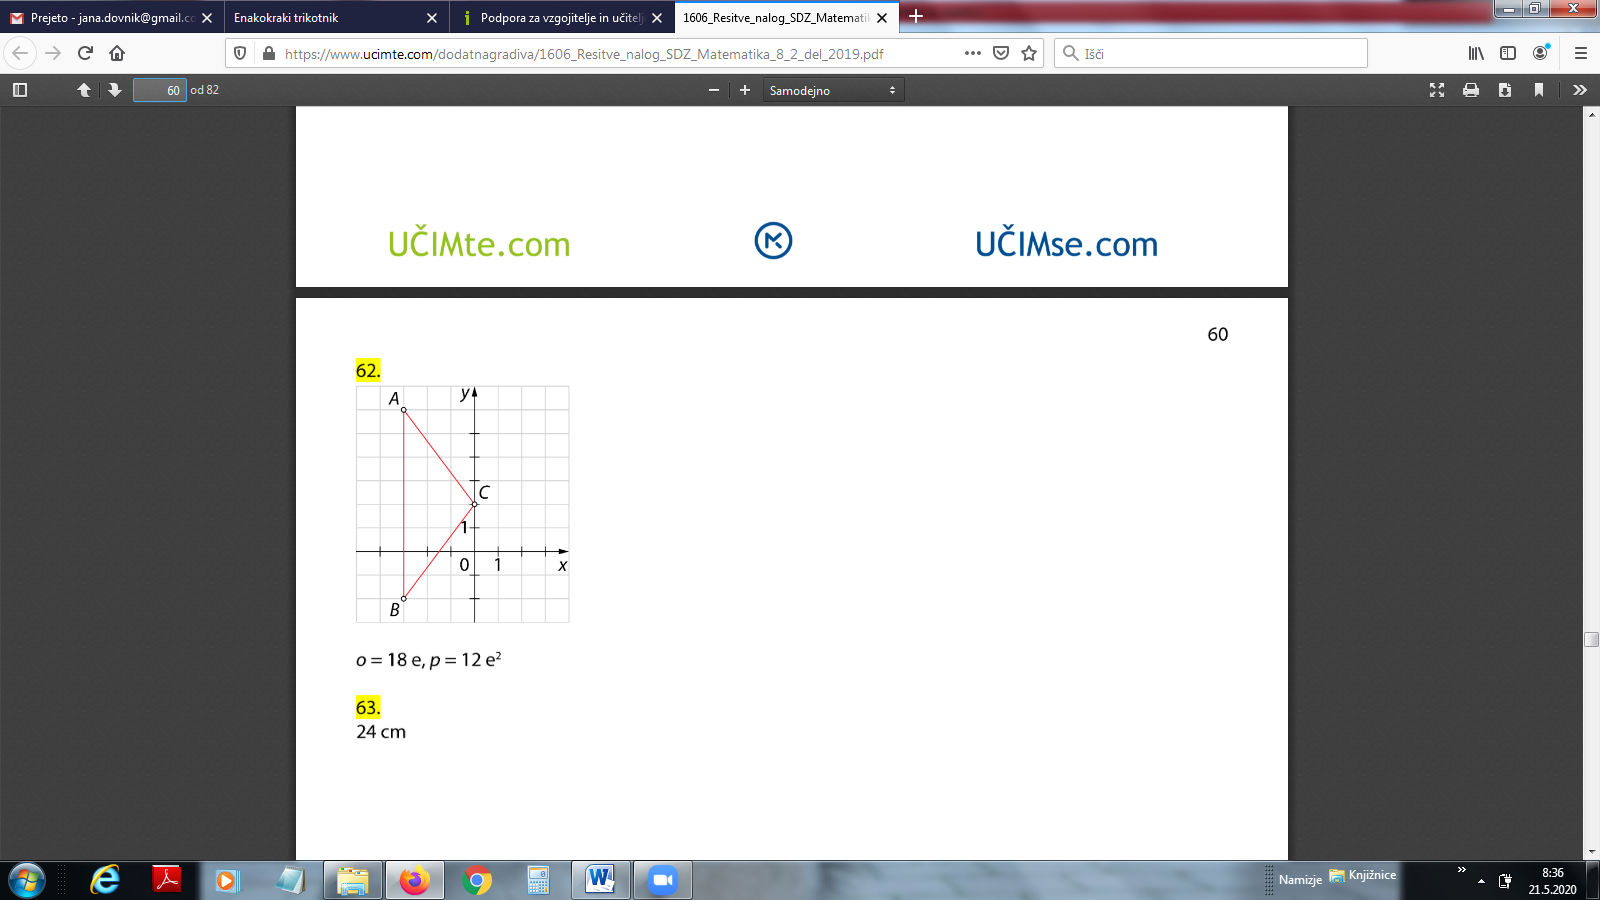 Prejeto - jana.dovnik@gmail.c
Enakokraki trikotnik
Podpora za vzgojitelje in učitelj
1606_Resitve_nalog_SDZ_Matemati
https://www.ucimte.com/dodatnagradiva/1606_Resitve_nalog_SDZ_Matematika_8_2_del_2019.pdf
Išči
60 od 82
Samodejno
UČIMte.com
UČIMse.com
60
62.
A
y
C
1
0 1 x
B
o = 18 e, p = 12 e²
63.
24 cm
Namizje
Knjižnice
8:36
21.5.2020